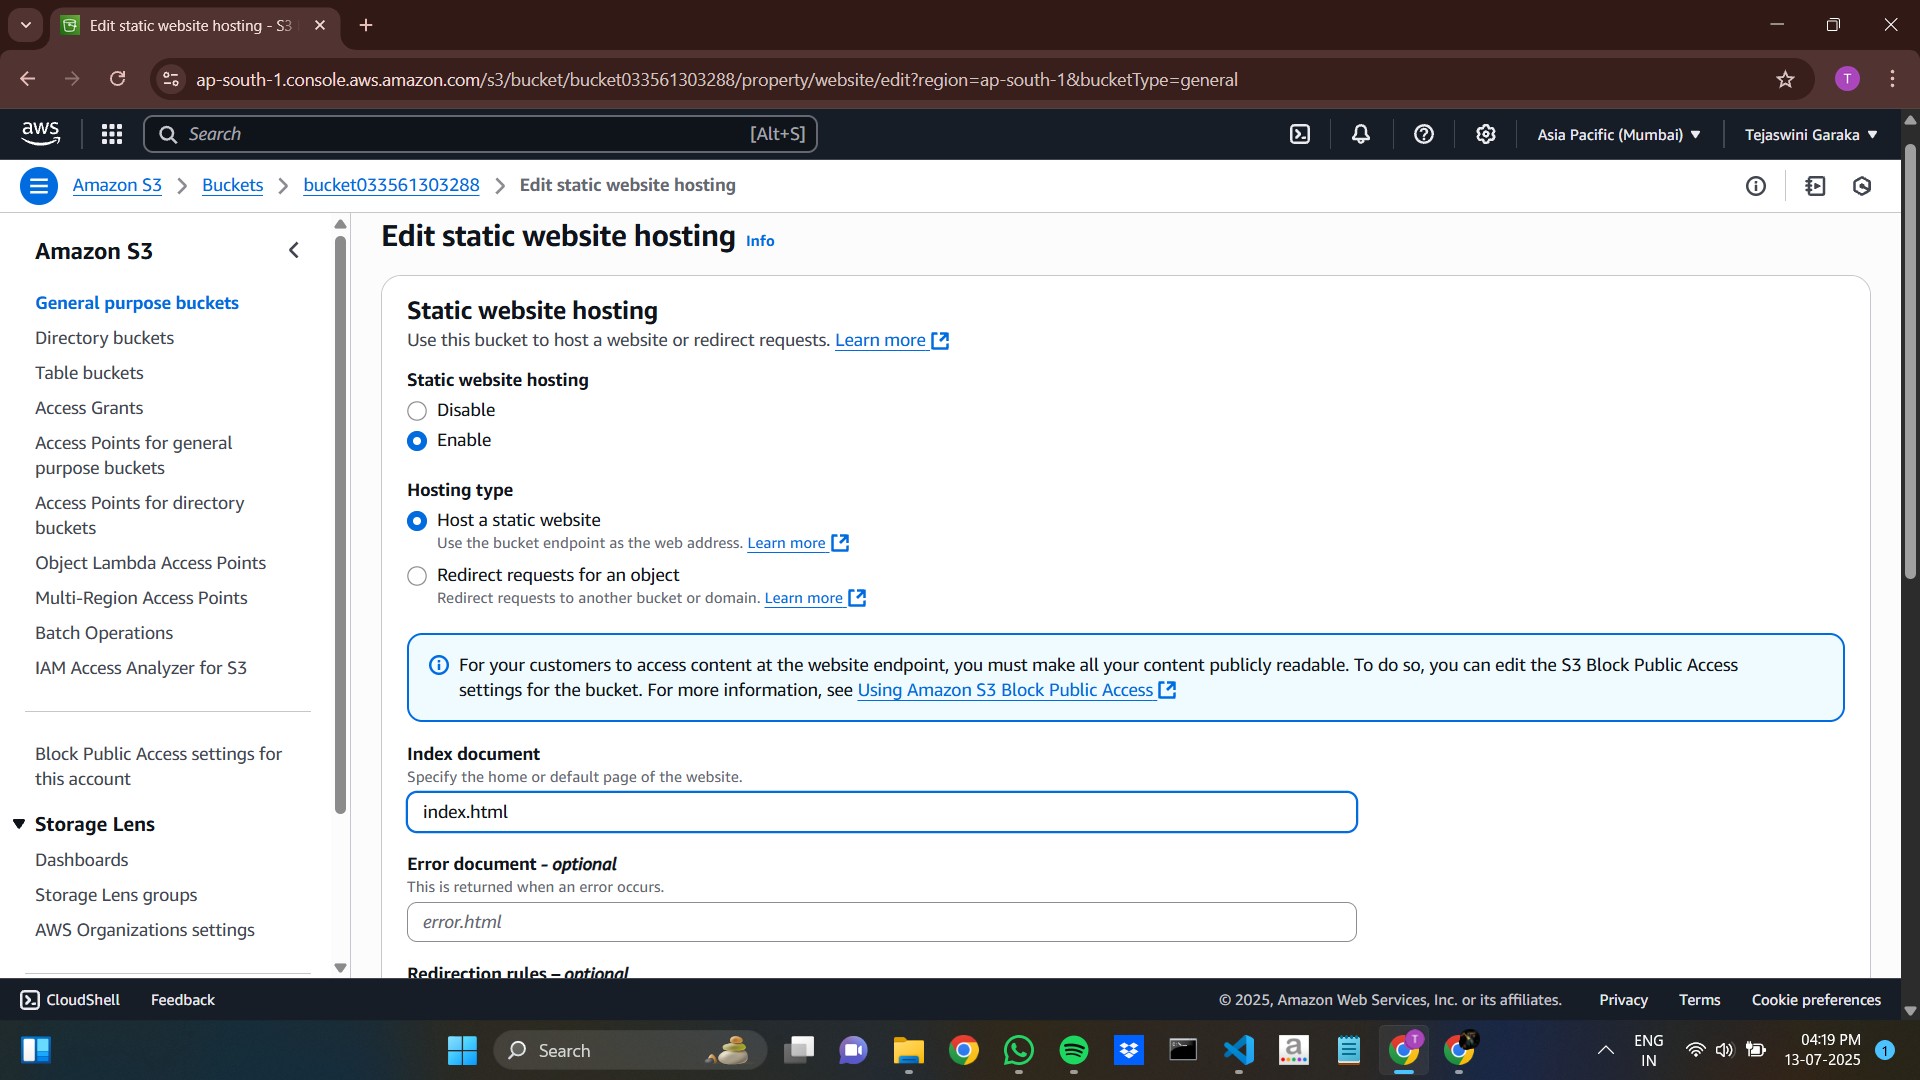 Edit static website hosting - S3
ap-south-1.console.aws.amazon.com/s3/bucket/bucket033561303288/property/website/edit?region=ap-south-1&bucketType=general
T
aws
Search
[Alt+S]
Asia Pacific (Mumbai)
Tejaswini Garaka
Amazon S3
Buckets
bucket033561303288
Edit static website hosting
Amazon S3
General purpose buckets
Directory buckets
Table buckets
Access Grants
Access Points for general
purpose buckets
Access Points for directory
buckets
Object Lambda Access Points
Multi-Region Access Points
Batch Operations
IAM Access Analyzer for S3
Block Public Access settings for
this account
Storage Lens
Dashboards
Storage Lens groups
AWS Organizations settings
Edit static website hosting Info
Static website hosting
Use this bucket to host a website or redirect requests. Learn more
Static website hosting
Disable
Enable
Hosting type
Host a static website
Use the bucket endpoint as the web address. Learn more
Redirect requests for an object
Redirect requests to another bucket or domain. Learn more
For your customers to access content at the website endpoint, you must make all your content publicly readable. To do so, you can edit the S3 Block Public Access
settings for the bucket. For more information, see Using Amazon S3 Block Public Access
Index document
Specify the home or default page of the website.
index.html
Error document - optional
This is returned when an error occurs.
error.html
Redirection rules – optional
CloudShell
Feedback
© 2025, Amazon Web Services, Inc. or its affiliates.
Privacy
Terms
Cookie preferences
Search
a
T
ENG
IN
04:19 PM
13-07-2025
1